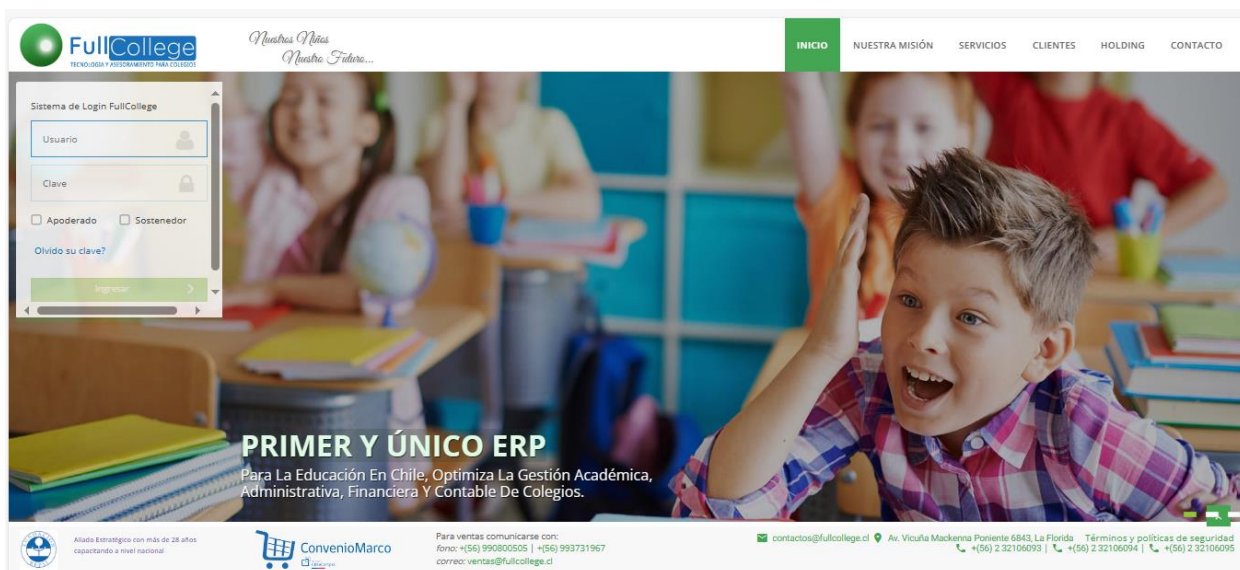 FullCollege
TECNOLOGIA Y ASESORAMIENTO PARA COLEGIOS
Nuestros Niños
Nuestro Futuro...
INICIO
NUESTRA MISIÓN
SERVICIOS
CLIENTES
HOLDING
CONTACTO
Sistema de Login FullCollege
Usuario
Clave
Apoderado
Sostenedor
Olvido su clave?
Ingresar
PRIMER Y ÚNICO ERP
Para La Educación En Chile, Optimiza La Gestión Académica,
Administrativa, Financiera Y Contable De Colegios.
Aliado Estratégico con más de 28 años
capacitando a nivel nacional
ConvenioMarco
Para ventas comunicarse con:
fono: +(56) 990800505 | +(56) 993731967
correo: ventas@fullcollege.cl
contactos@fullcollege.cl Av. Vicuña Mackenna Poniente 6843, La Florida Términos y políticas de seguridad
+(56) 2 32106093 | +(56) 2 32106094 | +(56) 2 32106095